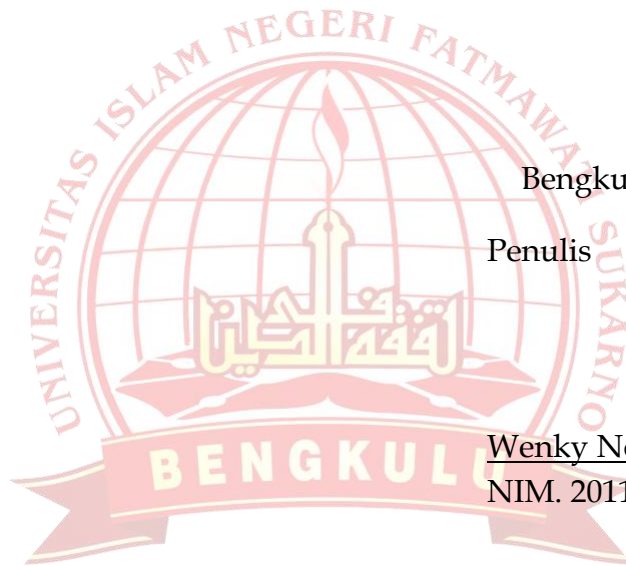 UNIVERSITAS ISLAM NEGERI FATMAWATI SUKARNO
Bengku
Penulis
Wenky N
NIM. 2011
BENGKULU